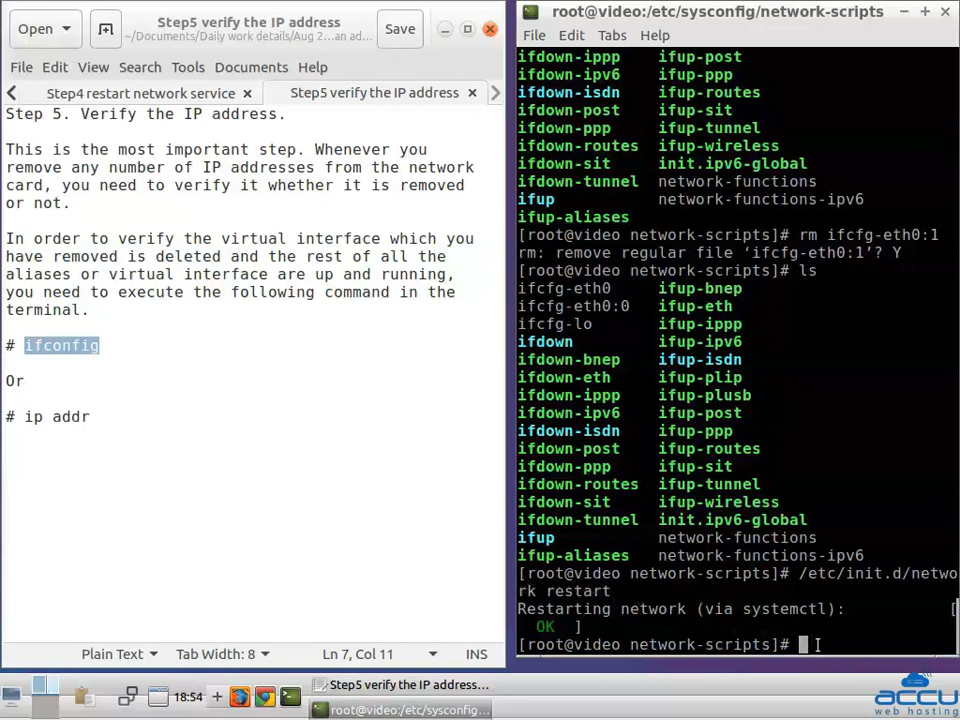 Open
Step5 verify the IP address
~/Documents/Daily work details/Aug 2...an ad...
Save
File Edit View Search Tools Documents Help
Step4 restart network service
Step5 verify the IP address
Step 5. Verify the IP address.
This is the most important step. Whenever you
remove any number of IP addresses from the network
card, you need to verify it whether it is removed
or not.
In order to verify the virtual interface which you
have removed is deleted and the rest of all the
aliases or virtual interface are up and running,
you need to execute the following command in the
terminal.
# ifconfig
Or
# ip addr
Plain Text Tab Width: 8 Ln 7, Col 11 INS
root@video:/etc/sysconfig/network-scripts
File Edit Tabs Help
ifdown-ippp ifup-post
ifdown-ipv6 ifup-ppp
ifdown-isdn ifup-routes
ifdown-post ifup-sit
ifdown-ppp ifup-tunnel
ifdown-routes ifup-wireless
ifdown-sit init.ipv6-global
ifdown-tunnel network-functions
ifup network-functions-ipv6
ifup-aliases
[root@video network-scripts]# rm ifcfg-eth0:1
rm: remove regular file ‘ifcfg-eth0:1’? Y
[root@video network-scripts]# ls
ifcfg-eth0 ifup-bnep
ifcfg-eth0:0 ifup-eth
ifcfg-lo ifup-ippp
ifdown ifup-ipv6
ifdown-bnep ifup-isdn
ifdown-eth ifup-plip
ifdown-ippp ifup-plusb
ifdown-ipv6 ifup-post
ifdown-isdn ifup-ppp
ifdown-post ifup-routes
ifdown-ppp ifup-sit
ifdown-routes ifup-tunnel
ifdown-sit ifup-wireless
ifdown-tunnel init.ipv6-global
ifup network-functions
ifup-aliases network-functions-ipv6
[root@video network-scripts]# /etc/init.d/netwo
rk restart
Restarting network (via systemctl): [
OK ]
[root@video network-scripts]#
18:54
Step5 verify the IP address...
root@video:/etc/sysconfig...
accu
web hosting